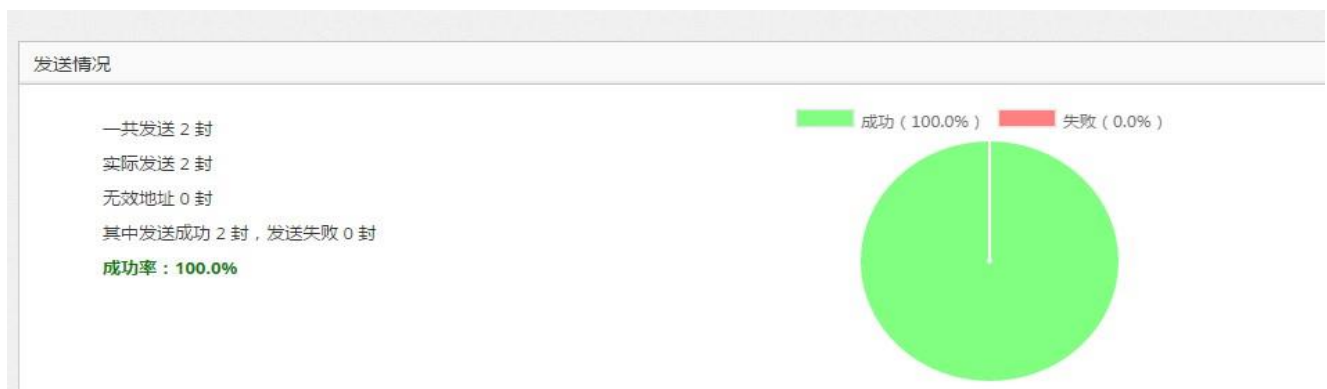 发送情况
一共发送 2 封
实际发送 2 封
无效地址 0 封
其中发送成功 2 封，发送失败 0 封
成功率：100.0%
成功（100.0%） 失败（0.0%）